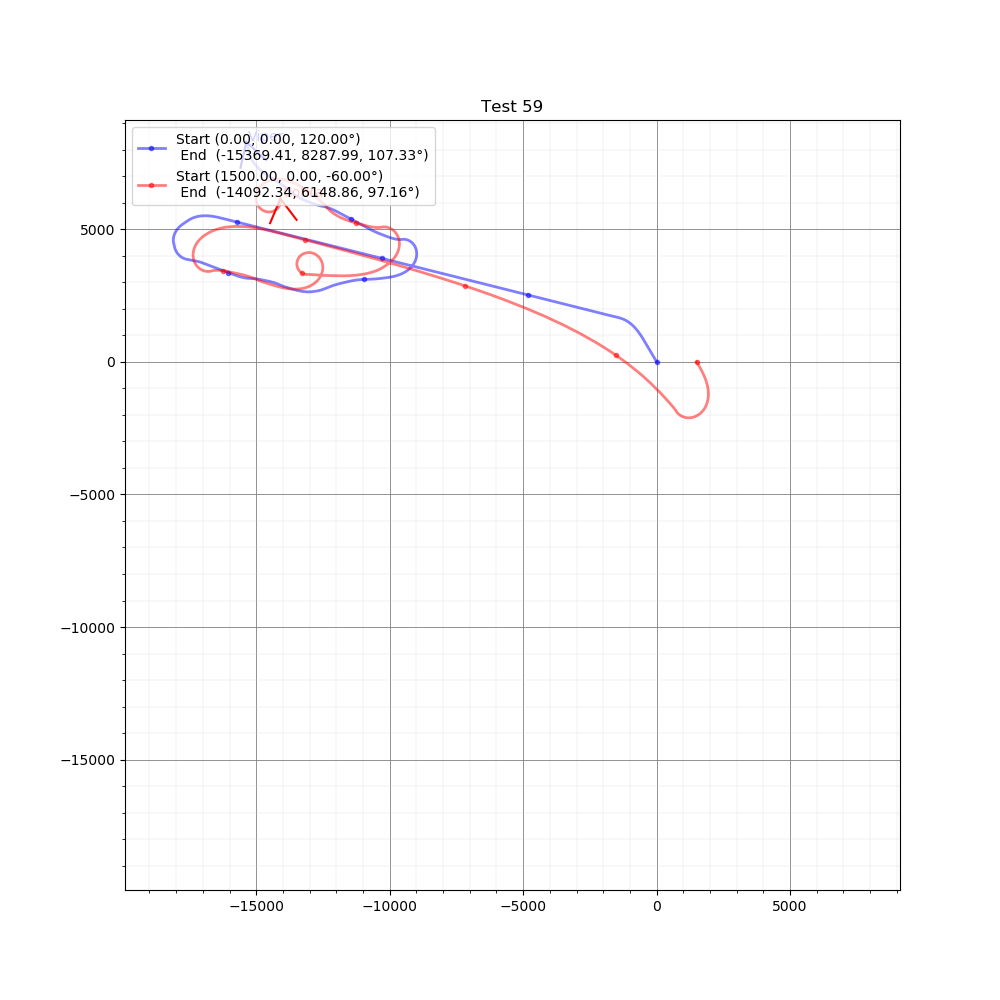 Test 59
Start (0.00, 0.00, 120.00°)
End  (-15369.41, 8287.99, 107.33°)
Start (1500.00, 0.00, -60.00°)
End  (-14092.34, 6148.86, 97.16°)
5000
0
−5000
−10000
−15000
−15000
−10000
−5000
0
5000